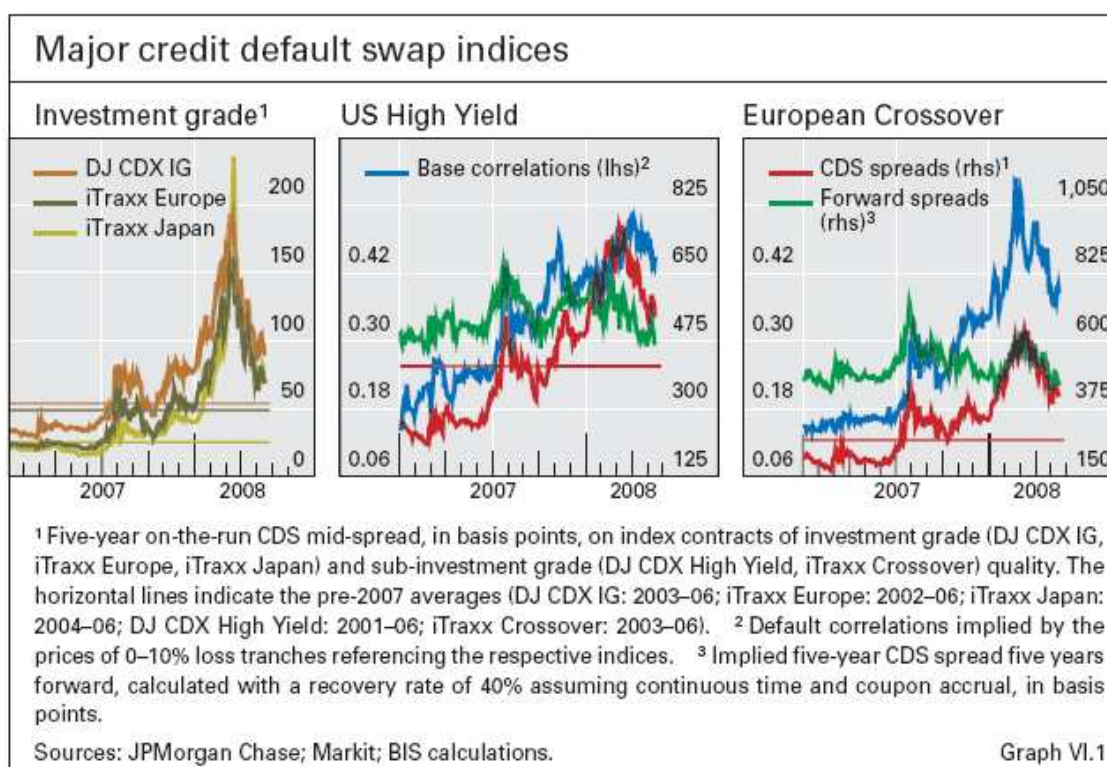 Major credit default swap indices
Investment grade¹
DJ CDX IG
iTraxx Europe
iTraxx Japan
200
150
100
50
0
2007
2008
US High Yield
Base correlations (lhs)²
0.42
0.30
0.18
0.06
825
650
475
300
125
2007
2008
European Crossover
CDS spreads (rhs)¹
Forward spreads
(rhs)³
0.42
0.30
0.18
0.06
1,050
825
600
375
150
2007
2008
¹ Five-year on-the-run CDS mid-spread, in basis points, on index contracts of investment grade (DJ CDX IG,
iTraxx Europe, iTraxx Japan) and sub-investment grade (DJ CDX High Yield, iTraxx Crossover) quality. The
horizontal lines indicate the pre-2007 averages (DJ CDX IG: 2003–06; iTraxx Europe: 2002–06; iTraxx Japan:
2004–06; DJ CDX High Yield: 2001–06; iTraxx Crossover: 2003–06). ² Default correlations implied by the
prices of 0–10% loss tranches referencing the respective indices. ³ Implied five-year CDS spread five years
forward, calculated with a recovery rate of 40% assuming continuous time and coupon accrual, in basis
points.
Sources: JPMorgan Chase; Markit; BIS calculations.
Graph VI.1